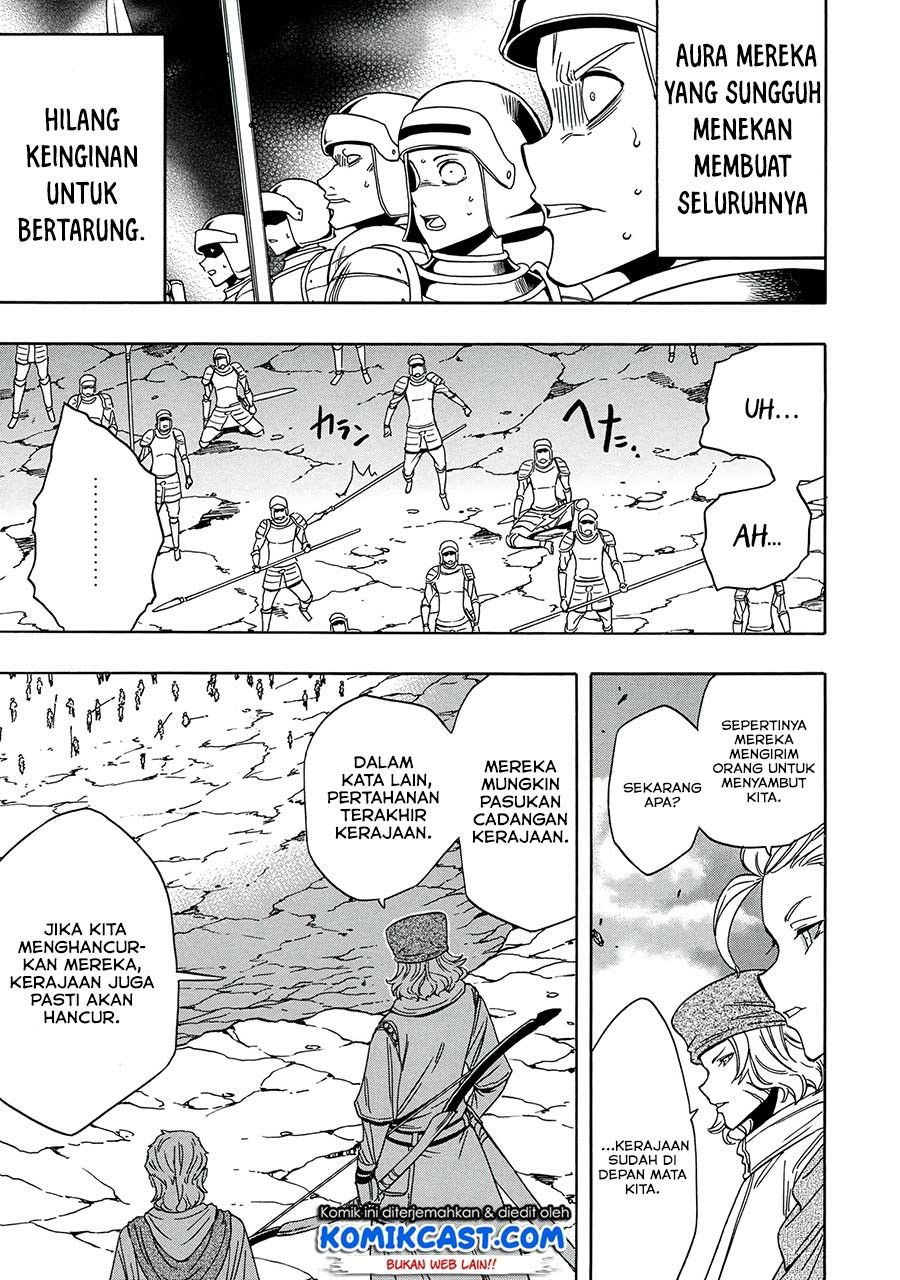 AURA MEREKA
YANG SUNGGUH
MENEKAN
MEMBUAT
SELURUHNYA
HILANG
KEINGINAN
UNTUK
BERTARUNG.
UH...
AH...
ヘナ...
カラン
..........
SEPERTINYA
MEREKA
MENGIRIM
ORANG UNTUK
MENYAMBUT
KITA.
SEKARANG
APA?
...KERAJAAN
SUDAH DI
DEPAN MATA
KITA.
MEREKA
MUNGKIN
PASUKAN
CADANGAN
KERAJAAN.
DALAM
KATA LAIN,
PERTAHANAN
TERAKHIR
KERAJAAN.
JIKA KITA
MENGHANCUR-
KAN MEREKA,
KERAJAAN JUGA
PASTI AKAN
HANCUR.
Komik ini diterjemahkan & diedit oleh
KOMIKCAST.COM
BUKAN WEB LAIN!!